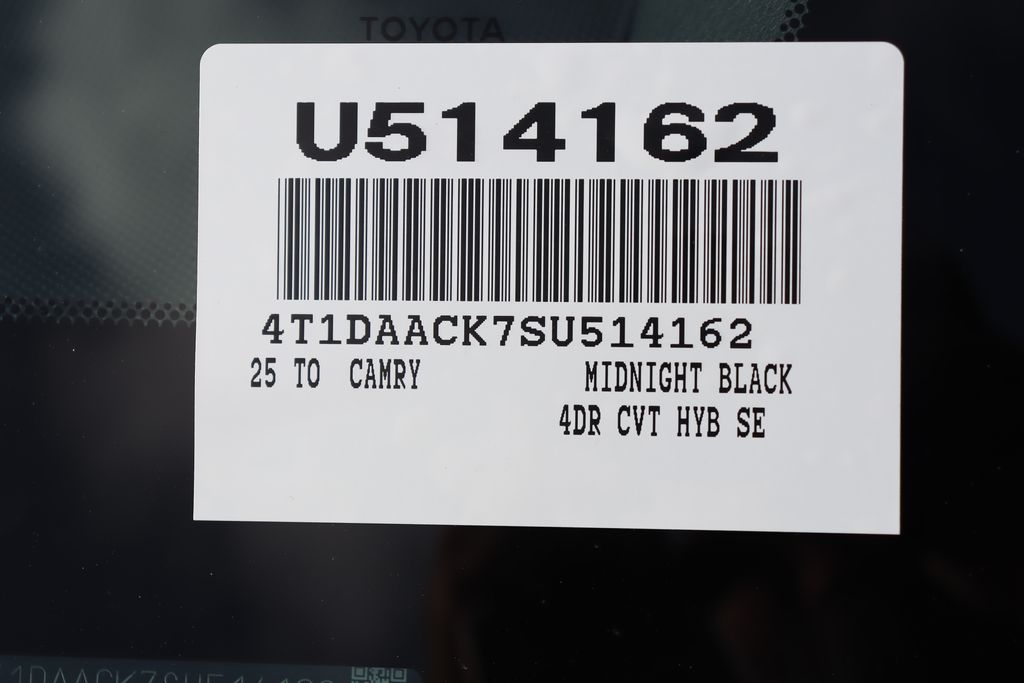 TOYOTA
U514162
4T1DAACK7SU514162
25 TO CAMRY MIDNIGHT BLACK
4DR CVT HYB SE